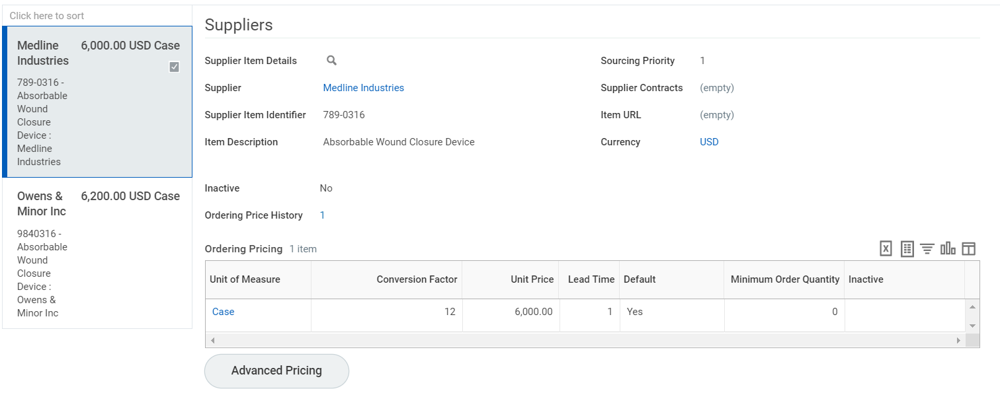 Click here to sort
Medline Industries
6,000.00 USD Case
789-0316 -
Absorbable
Wound
Closure
Device :
Medline
Industries
Owens &
Minor Inc
6,200.00 USD Case
9840316 -
Absorbable
Wound
Closure
Device :
Owens &
Minor Inc
Suppliers
Supplier Item Details
Supplier Medline Industries
Supplier Item Identifier 789-0316
Item Description Absorbable Wound Closure Device
Sourcing Priority 1
Supplier Contracts (empty)
Item URL (empty)
Currency USD
Inactive No
Ordering Price History 1
Ordering Pricing 1 item
Unit of Measure Conversion Factor Unit Price Lead Time Default Minimum Order Quantity Inactive
Case 12 6,000.00 1 Yes 0
Advanced Pricing